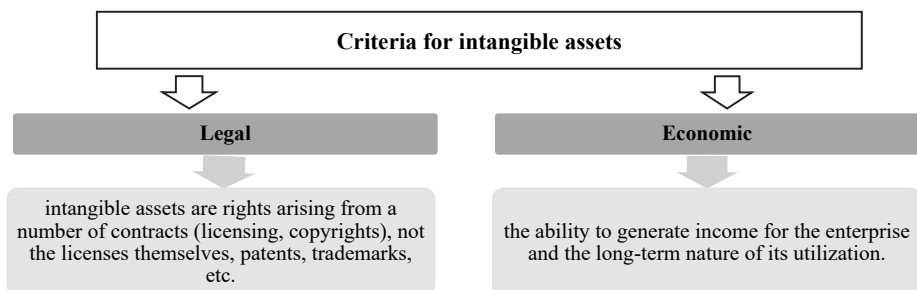 Criteria for intangible assets
Legal
Economic
intangible assets are rights arising from a
number of contracts (licensing, copyrights), not
the licenses themselves, patents, trademarks,
etc.
the ability to generate income for the enterprise
and the long-term nature of its utilization.